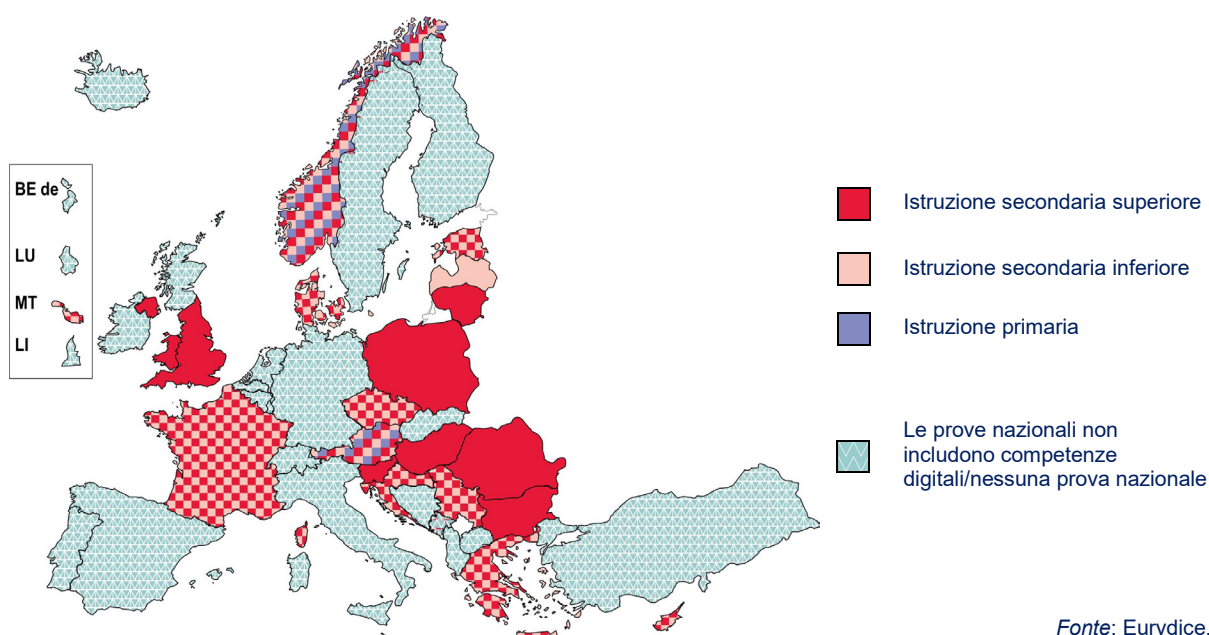 BE de
LU
MT
LI
Istruzione secondaria superiore
Istruzione secondaria inferiore
Istruzione primaria
Le prove nazionali non
includono competenze
digitali/nessuna prova nazionale
Fonte: Eurydice.